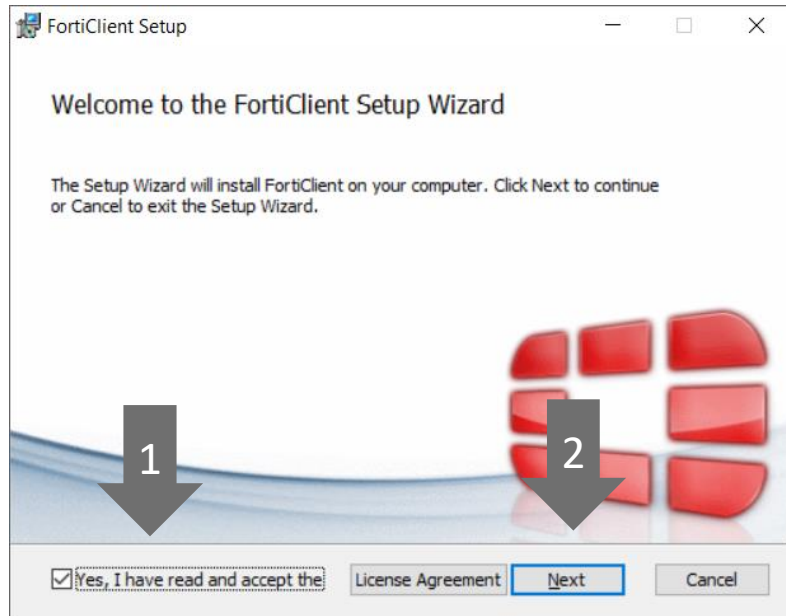 FortiClient Setup
Welcome to the FortiClient Setup Wizard
The Setup Wizard will install FortiClient on your computer. Click Next to continue
or Cancel to exit the Setup Wizard.
1
2
Yes, I have read and accept the License Agreement Next Cancel